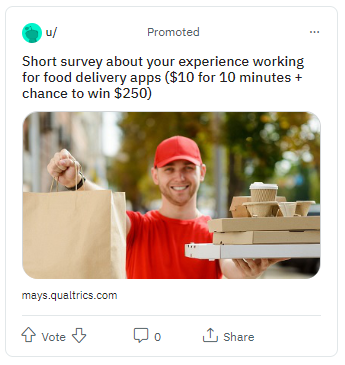 u/ Promoted ...
Short survey about your experience working
for food delivery apps ($10 for 10 minutes +
chance to win $250)
mays.qualtrics.com
Vote 0 Share